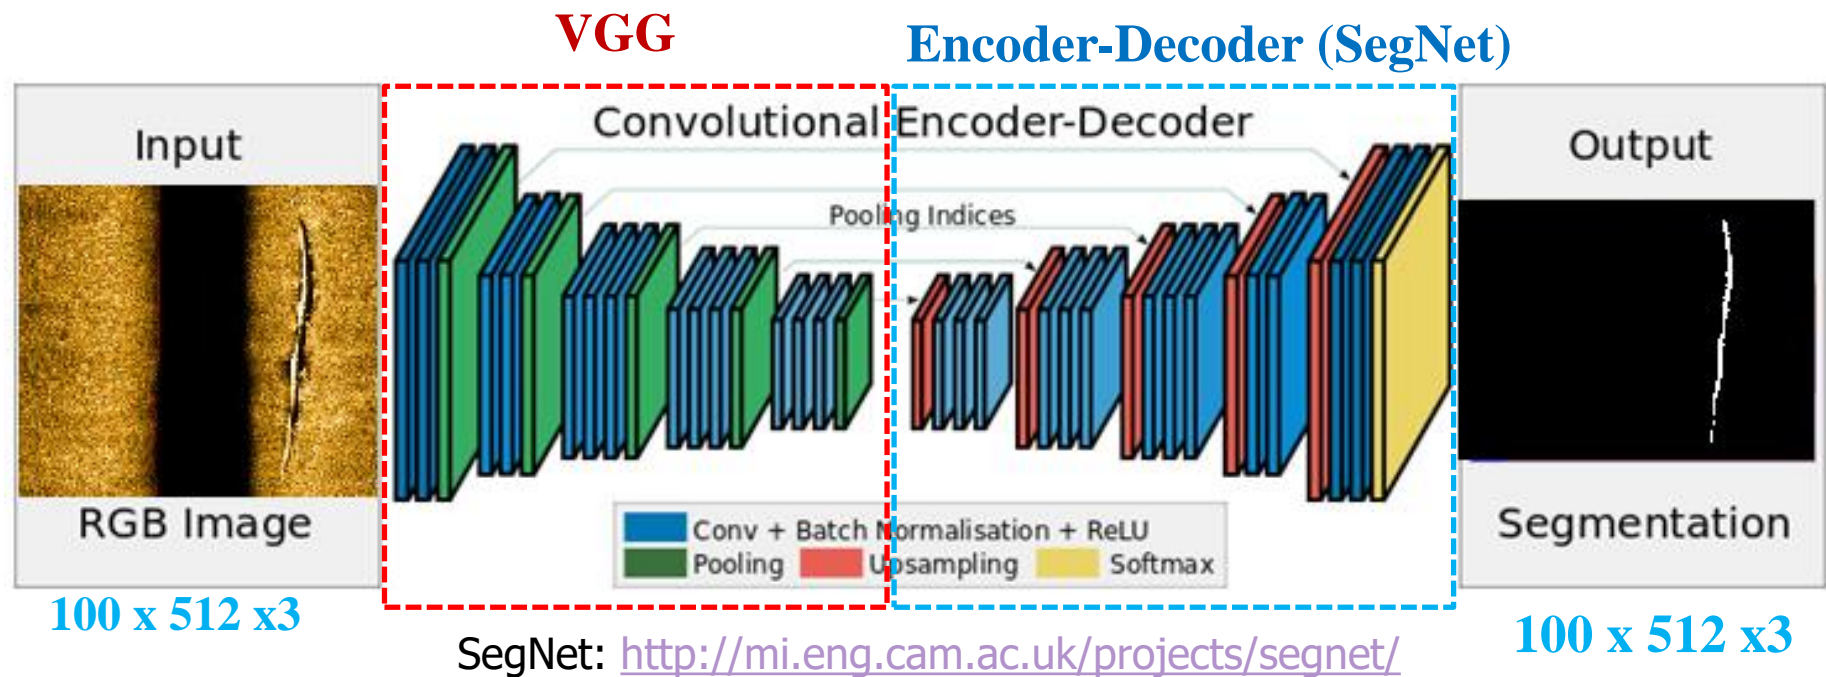 VGG
Encoder-Decoder (SegNet)
Convolutional Encoder-Decoder
Input
Output
Pooling Indices
RGB Image
Segmentation
Conv + Batch Normalisation + ReLU
Pooling Upsampling Softmax
100 x 512 x3
100 x 512 x3
SegNet: http://mi.eng.cam.ac.uk/projects/segnet/